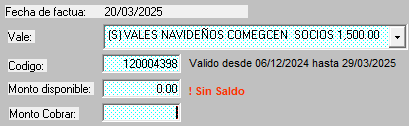 Fecha de factua: 20/03/2025
Vale: (S) VALES NAVIDEÑOS COMEGCEN SOCIOS 1,500.00
Codigo: 120004398 Valido desde 06/12/2024 hasta 29/03/2025
Monto disponible: 0.00 ! Sin Saldo
Monto Cobrar: